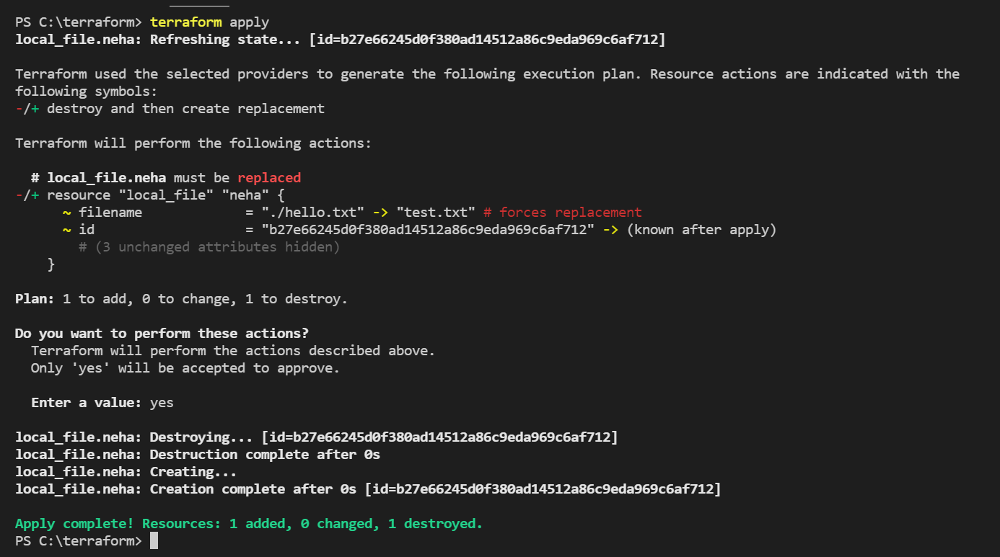 PS C:\terraform> terraform apply
local_file.neha: Refreshing state... [id=b27e66245d0f380ad14512a86c9eda969c6af712]
Terraform used the selected providers to generate the following execution plan. Resource actions are indicated with the
following symbols:
-/+ destroy and then create replacement
Terraform will perform the following actions:
# local_file.neha must be replaced
-/+ resource "local_file" "neha" {
~ filename = "./hello.txt" -> "test.txt" # forces replacement
~ id = "b27e66245d0f380ad14512a86c9eda969c6af712" -> (known after apply)
# (3 unchanged attributes hidden)
}
Plan: 1 to add, 0 to change, 1 to destroy.
Do you want to perform these actions?
Terraform will perform the actions described above.
Only 'yes' will be accepted to approve.
Enter a value: yes
local_file.neha: Destroying... [id=b27e66245d0f380ad14512a86c9eda969c6af712]
local_file.neha: Destruction complete after 0s
local_file.neha: Creating...
local_file.neha: Creation complete after 0s [id=b27e66245d0f380ad14512a86c9eda969c6af712]
Apply complete! Resources: 1 added, 0 changed, 1 destroyed.
PS C:\terraform>